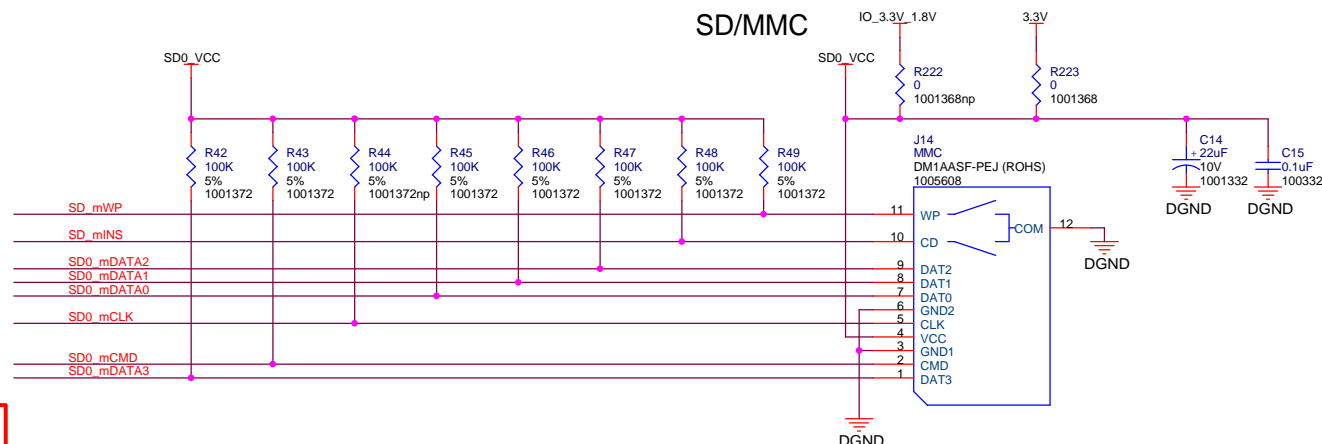 SD/MMC
IO_3.3V_1.8V
3.3V
SD0_VCC
SD0_VCC
R222
0
1001368np
R223
0
1001368
R42
100K
5%
1001372
R43
100K
5%
1001372
R44
100K
5%
1001372np
R45
100K
5%
1001372
R46
100K
5%
1001372
R47
100K
5%
1001372
R48
100K
5%
1001372
R49
100K
5%
1001372
J14
MMC
DM1AASF-PEJ (ROHS)
1005608
C14
+ 22uF
10V
1001332
DGND
C15
0.1uF
100332
DGND
SD_mWP
11 WP
COM 12
SD_mINS
10 CD
DGND
SD0_mDATA2
9 DAT2
SD0_mDATA1
8 DAT1
SD0_mDATA0
7 DAT0
6 GND2
SD0_mCLK
5 CLK
4 VCC
3 GND1
SD0_mCMD
2 CMD
SD0_mDATA3
1 DAT3
DGND